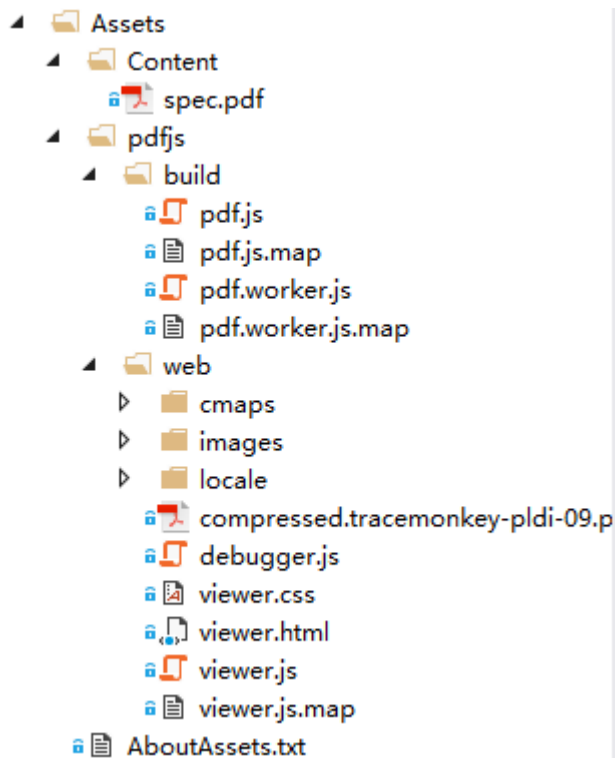 Assets
Content
spec.pdf
pdfjs
build
pdf.js
pdf.js.map
pdf.worker.js
pdf.worker.js.map
web
cmaps
images
locale
compressed.tracemonkey-pldi-09.p
debugger.js
viewer.css
viewer.html
viewer.js
viewer.js.map
AboutAssets.txt